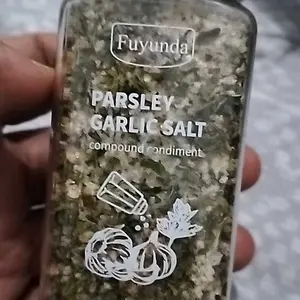 Fuyunda
PARSLEY
GARLIC SALT
compound condiment